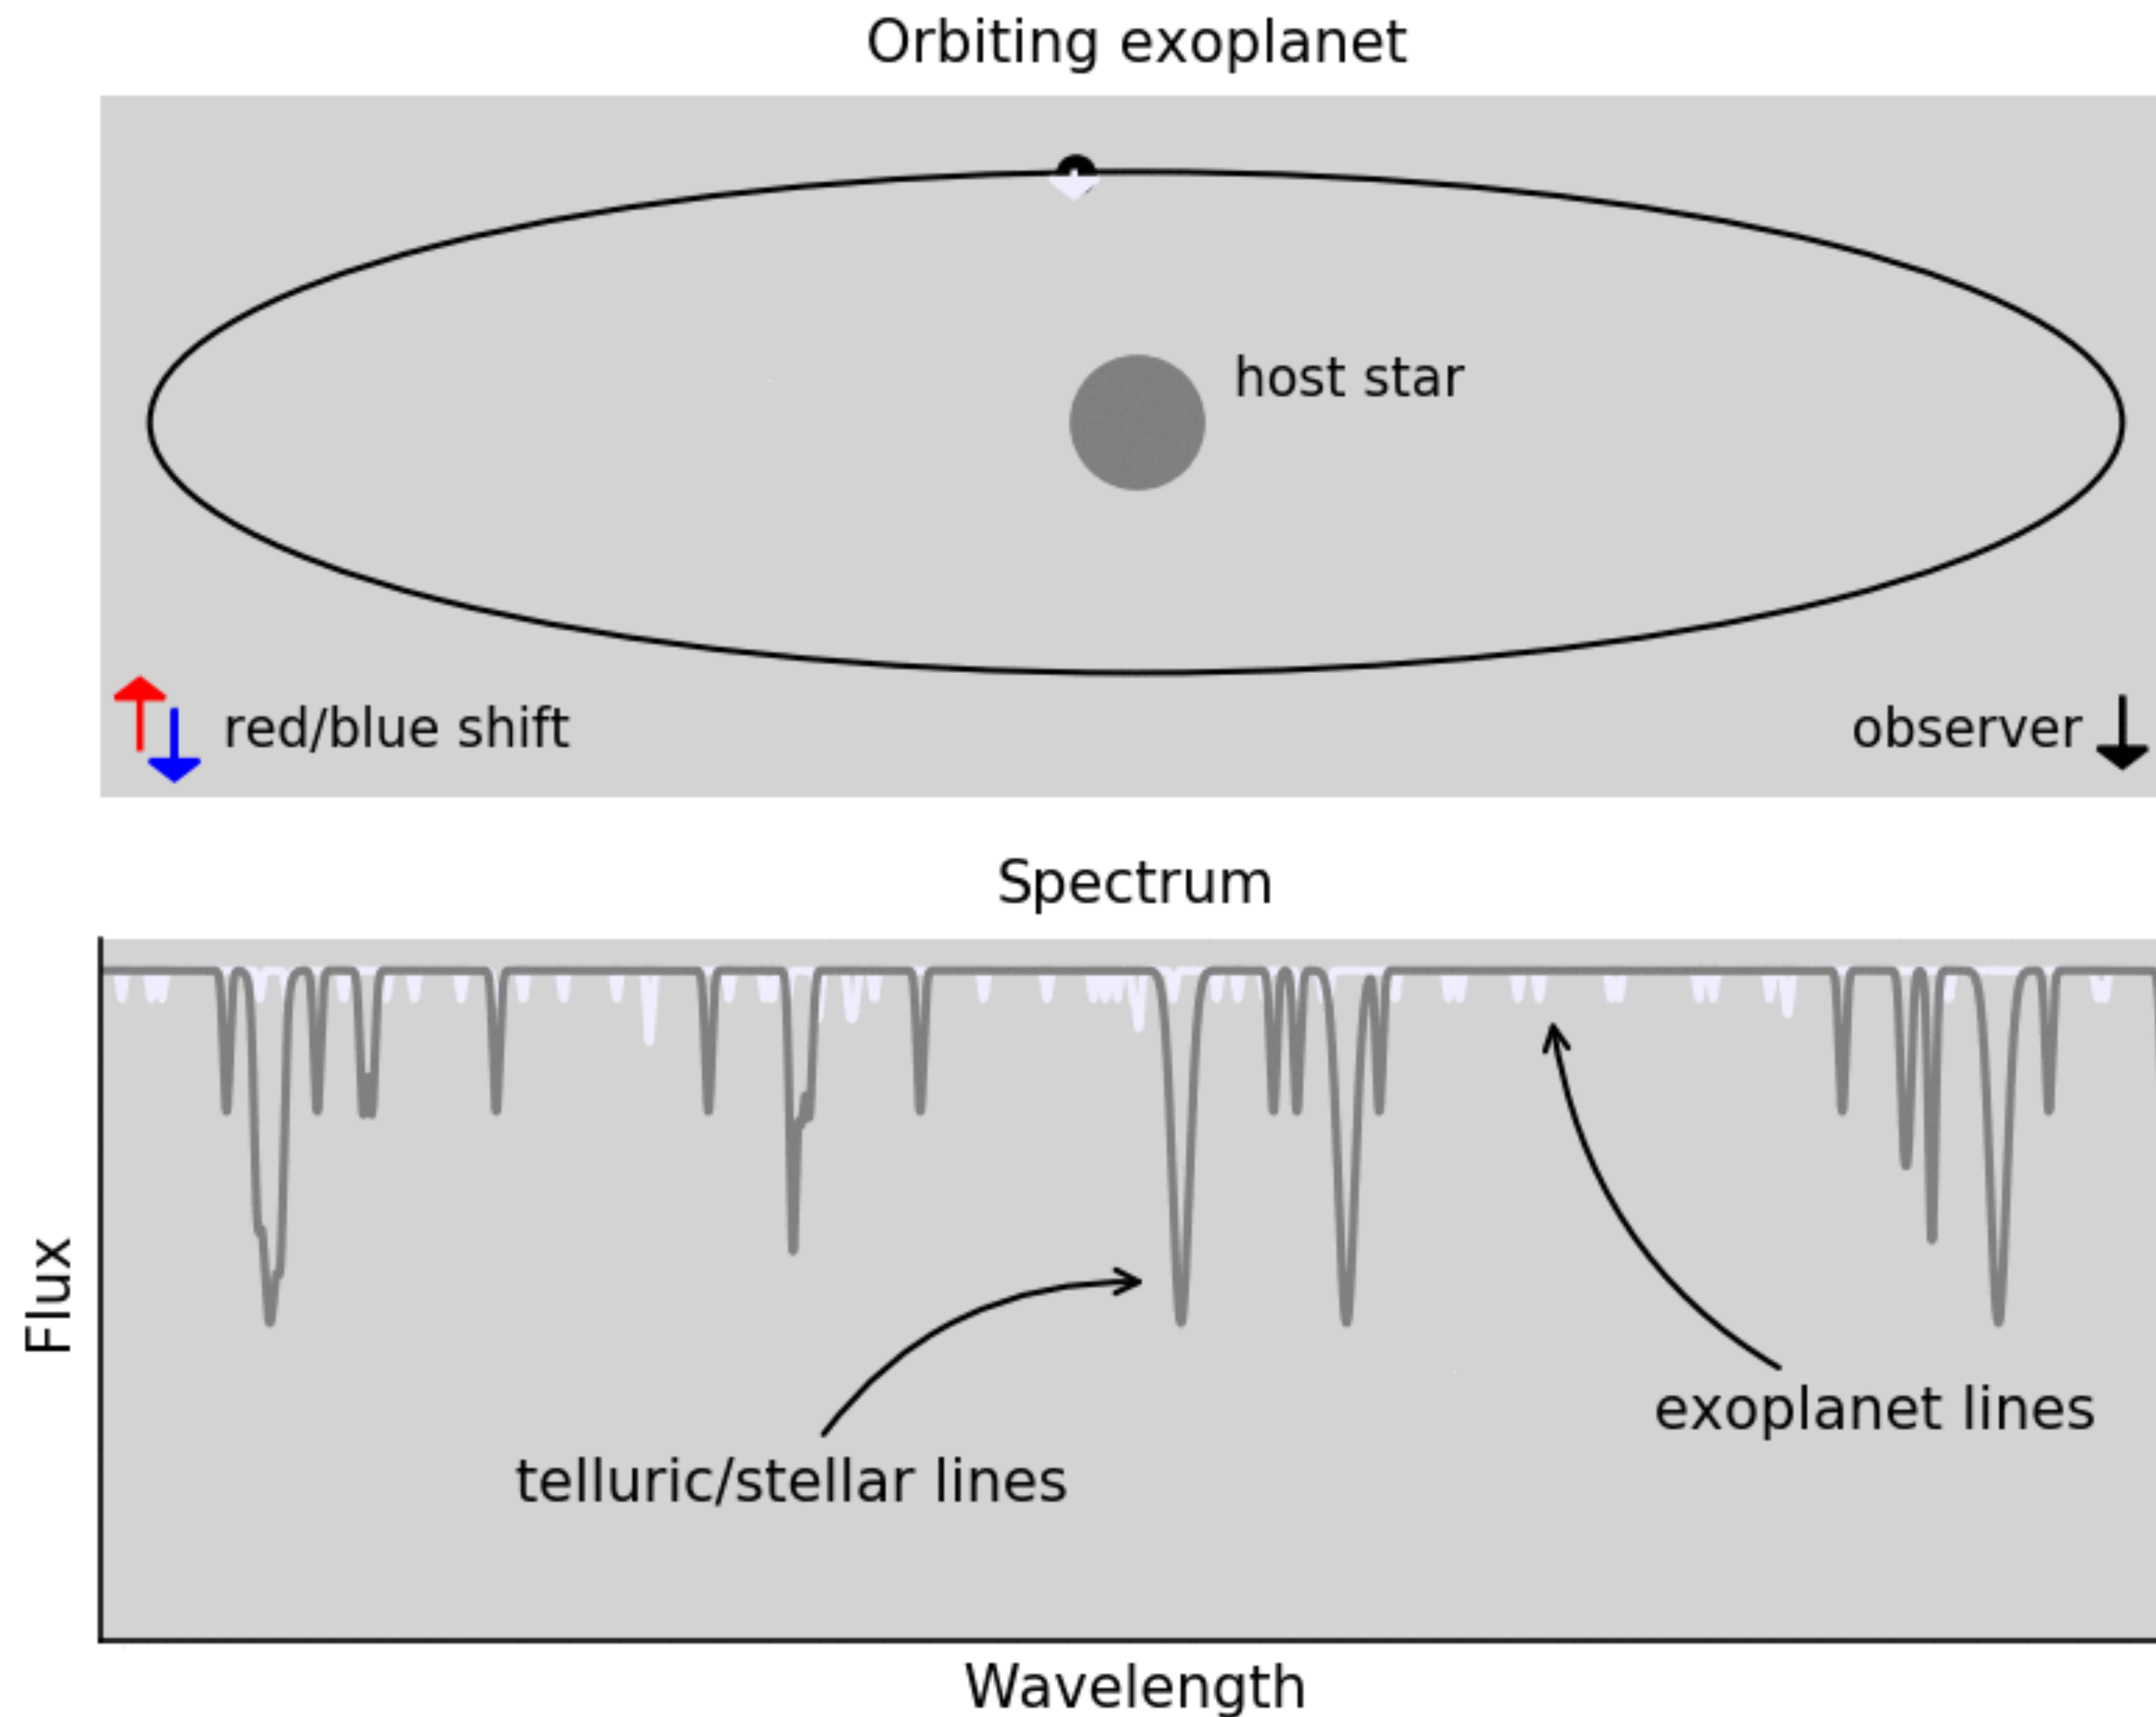 Orbiting exoplanet
host star
red/blue shift
observer
Spectrum
Flux
telluric/stellar lines
exoplanet lines
Wavelength